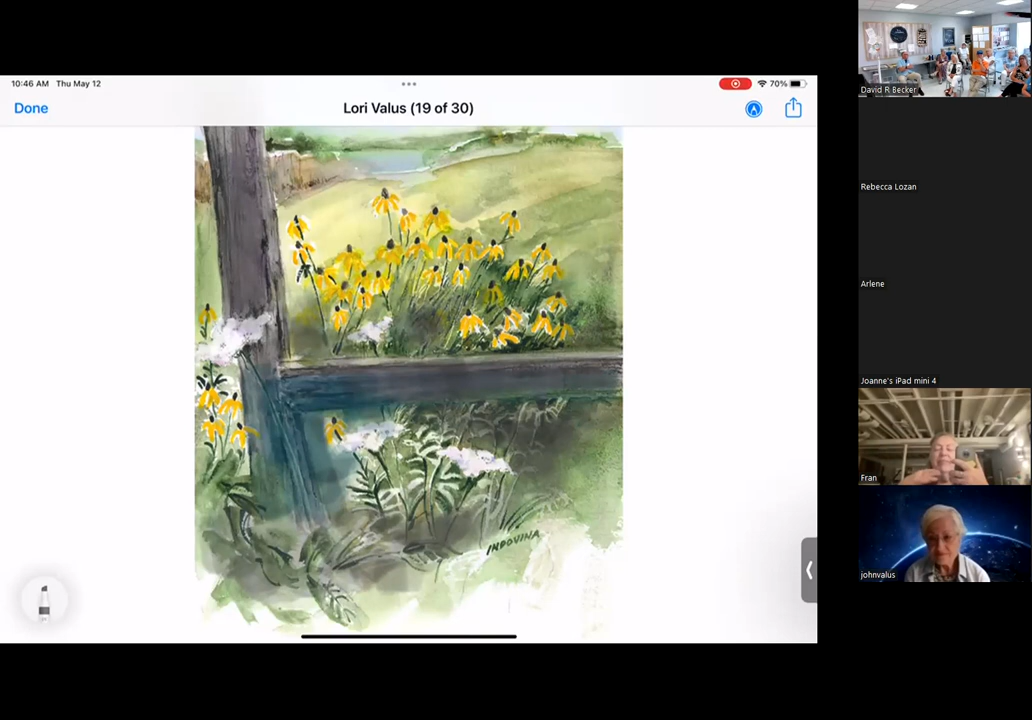 10:46 AM Thu May 12
70%
Done
Lori Valus (19 of 30)
INDOVINA
David R Becker
Rebecca Lozan
Arlene
Joanne's iPad mini 4
Fran
johnvalus